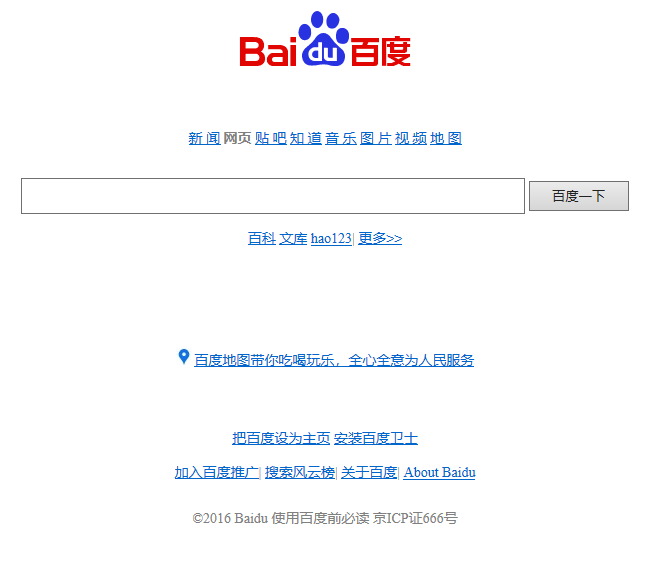 Bai du 百度
新 闻 网页 贴 吧 知 道 音 乐 图 片 视 频 地 图
百度一下
百科 文库 hao123| 更多>>
百度地图带你吃喝玩乐，全心全意为人民服务
把百度设为主页 安装百度卫士
加入百度推广| 搜索风云榜| 关于百度| About Baidu
©2016 Baidu 使用百度前必读 京ICP证666号